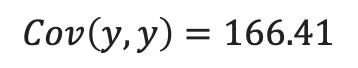 Cov(y, y) = 166.41